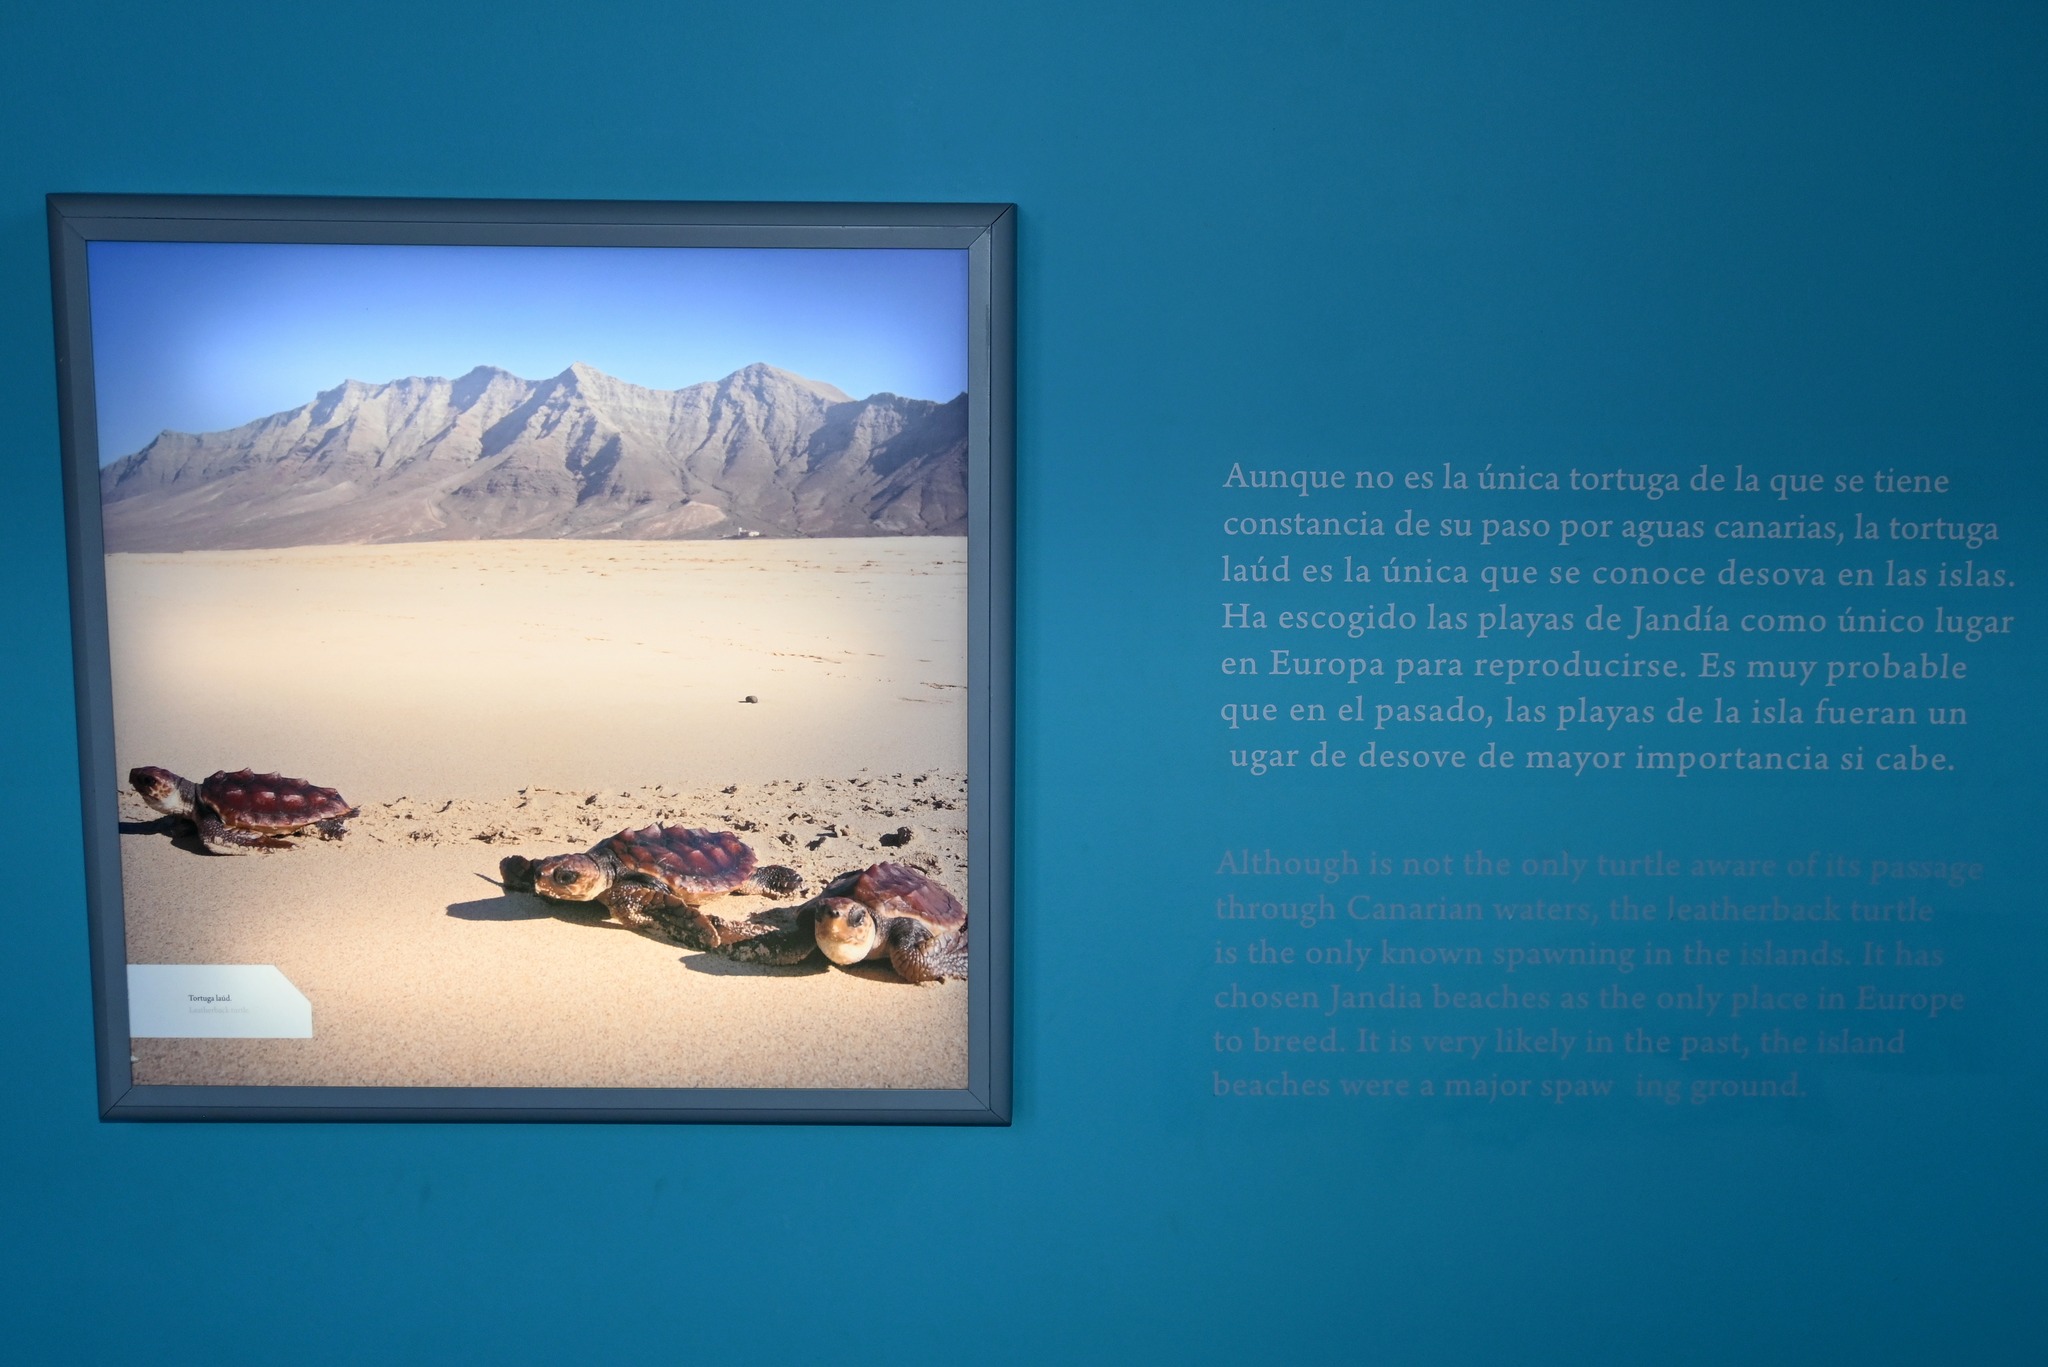 Tortuga laúd.
Leatherback turtle.
Aunque no es la única tortuga de la que se tiene
constancia de su paso por aguas canarias, la tortuga
laúd es la única que se conoce desova en las islas.
Ha escogido las playas de Jandía como único lugar
en Europa para reproducirse. Es muy probable
que en el pasado, las playas de la isla fueran un
ugar de desove de mayor importancia si cabe.
Although is not the only turtle aware of its passage
through Canarian waters, the leatherback turtle
is the only known spawning in the islands. It has
chosen Jandia beaches as the only place in Europe
to breed. It is very likely in the past, the island
beaches were a major spaw ing ground.